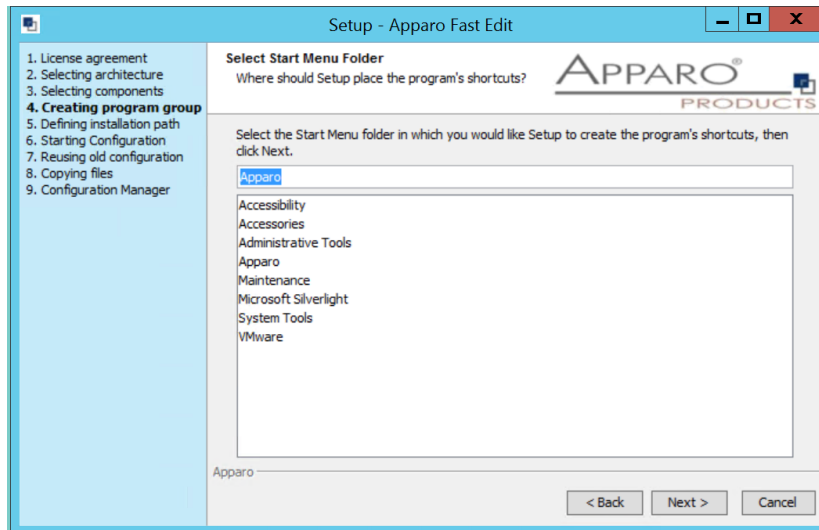 Setup - Apparo Fast Edit
1. License agreement
2. Selecting architecture
3. Selecting components
4. Creating program group
5. Defining installation path
6. Starting Configuration
7. Reusing old configuration
8. Copying files
9. Configuration Manager
Select Start Menu Folder
Where should Setup place the program's shortcuts?
APPARO®
PRODUCTS
Select the Start Menu folder in which you would like Setup to create the program's shortcuts, then
click Next.
Apparo
Accessibility
Accessories
Administrative Tools
Apparo
Maintenance
Microsoft Silverlight
System Tools
VMware
Apparo
< Back
Next >
Cancel